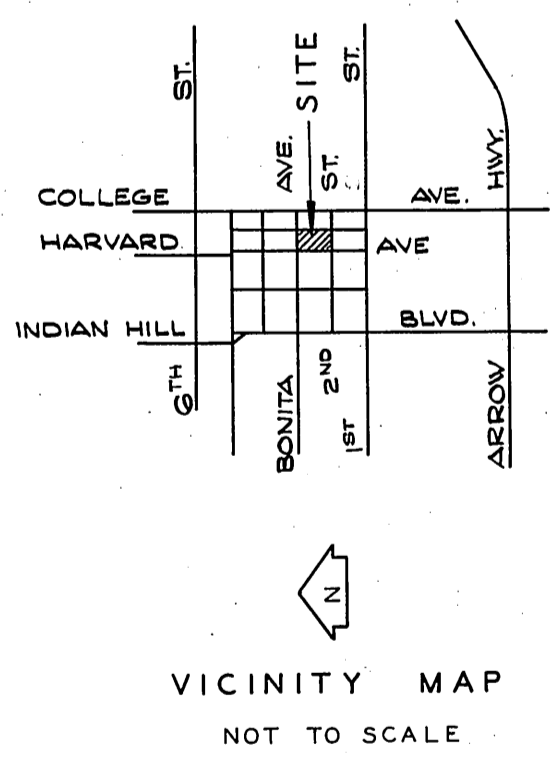 ST.
AVE.
SITE
ST.
ST.
HWY.
COLLEGE AVE.
HARVARD AVE
INDIAN HILL BLVD.
6TH
BONITA
2ND
1ST
ARROW
N
VICINITY MAP
NOT TO SCALE